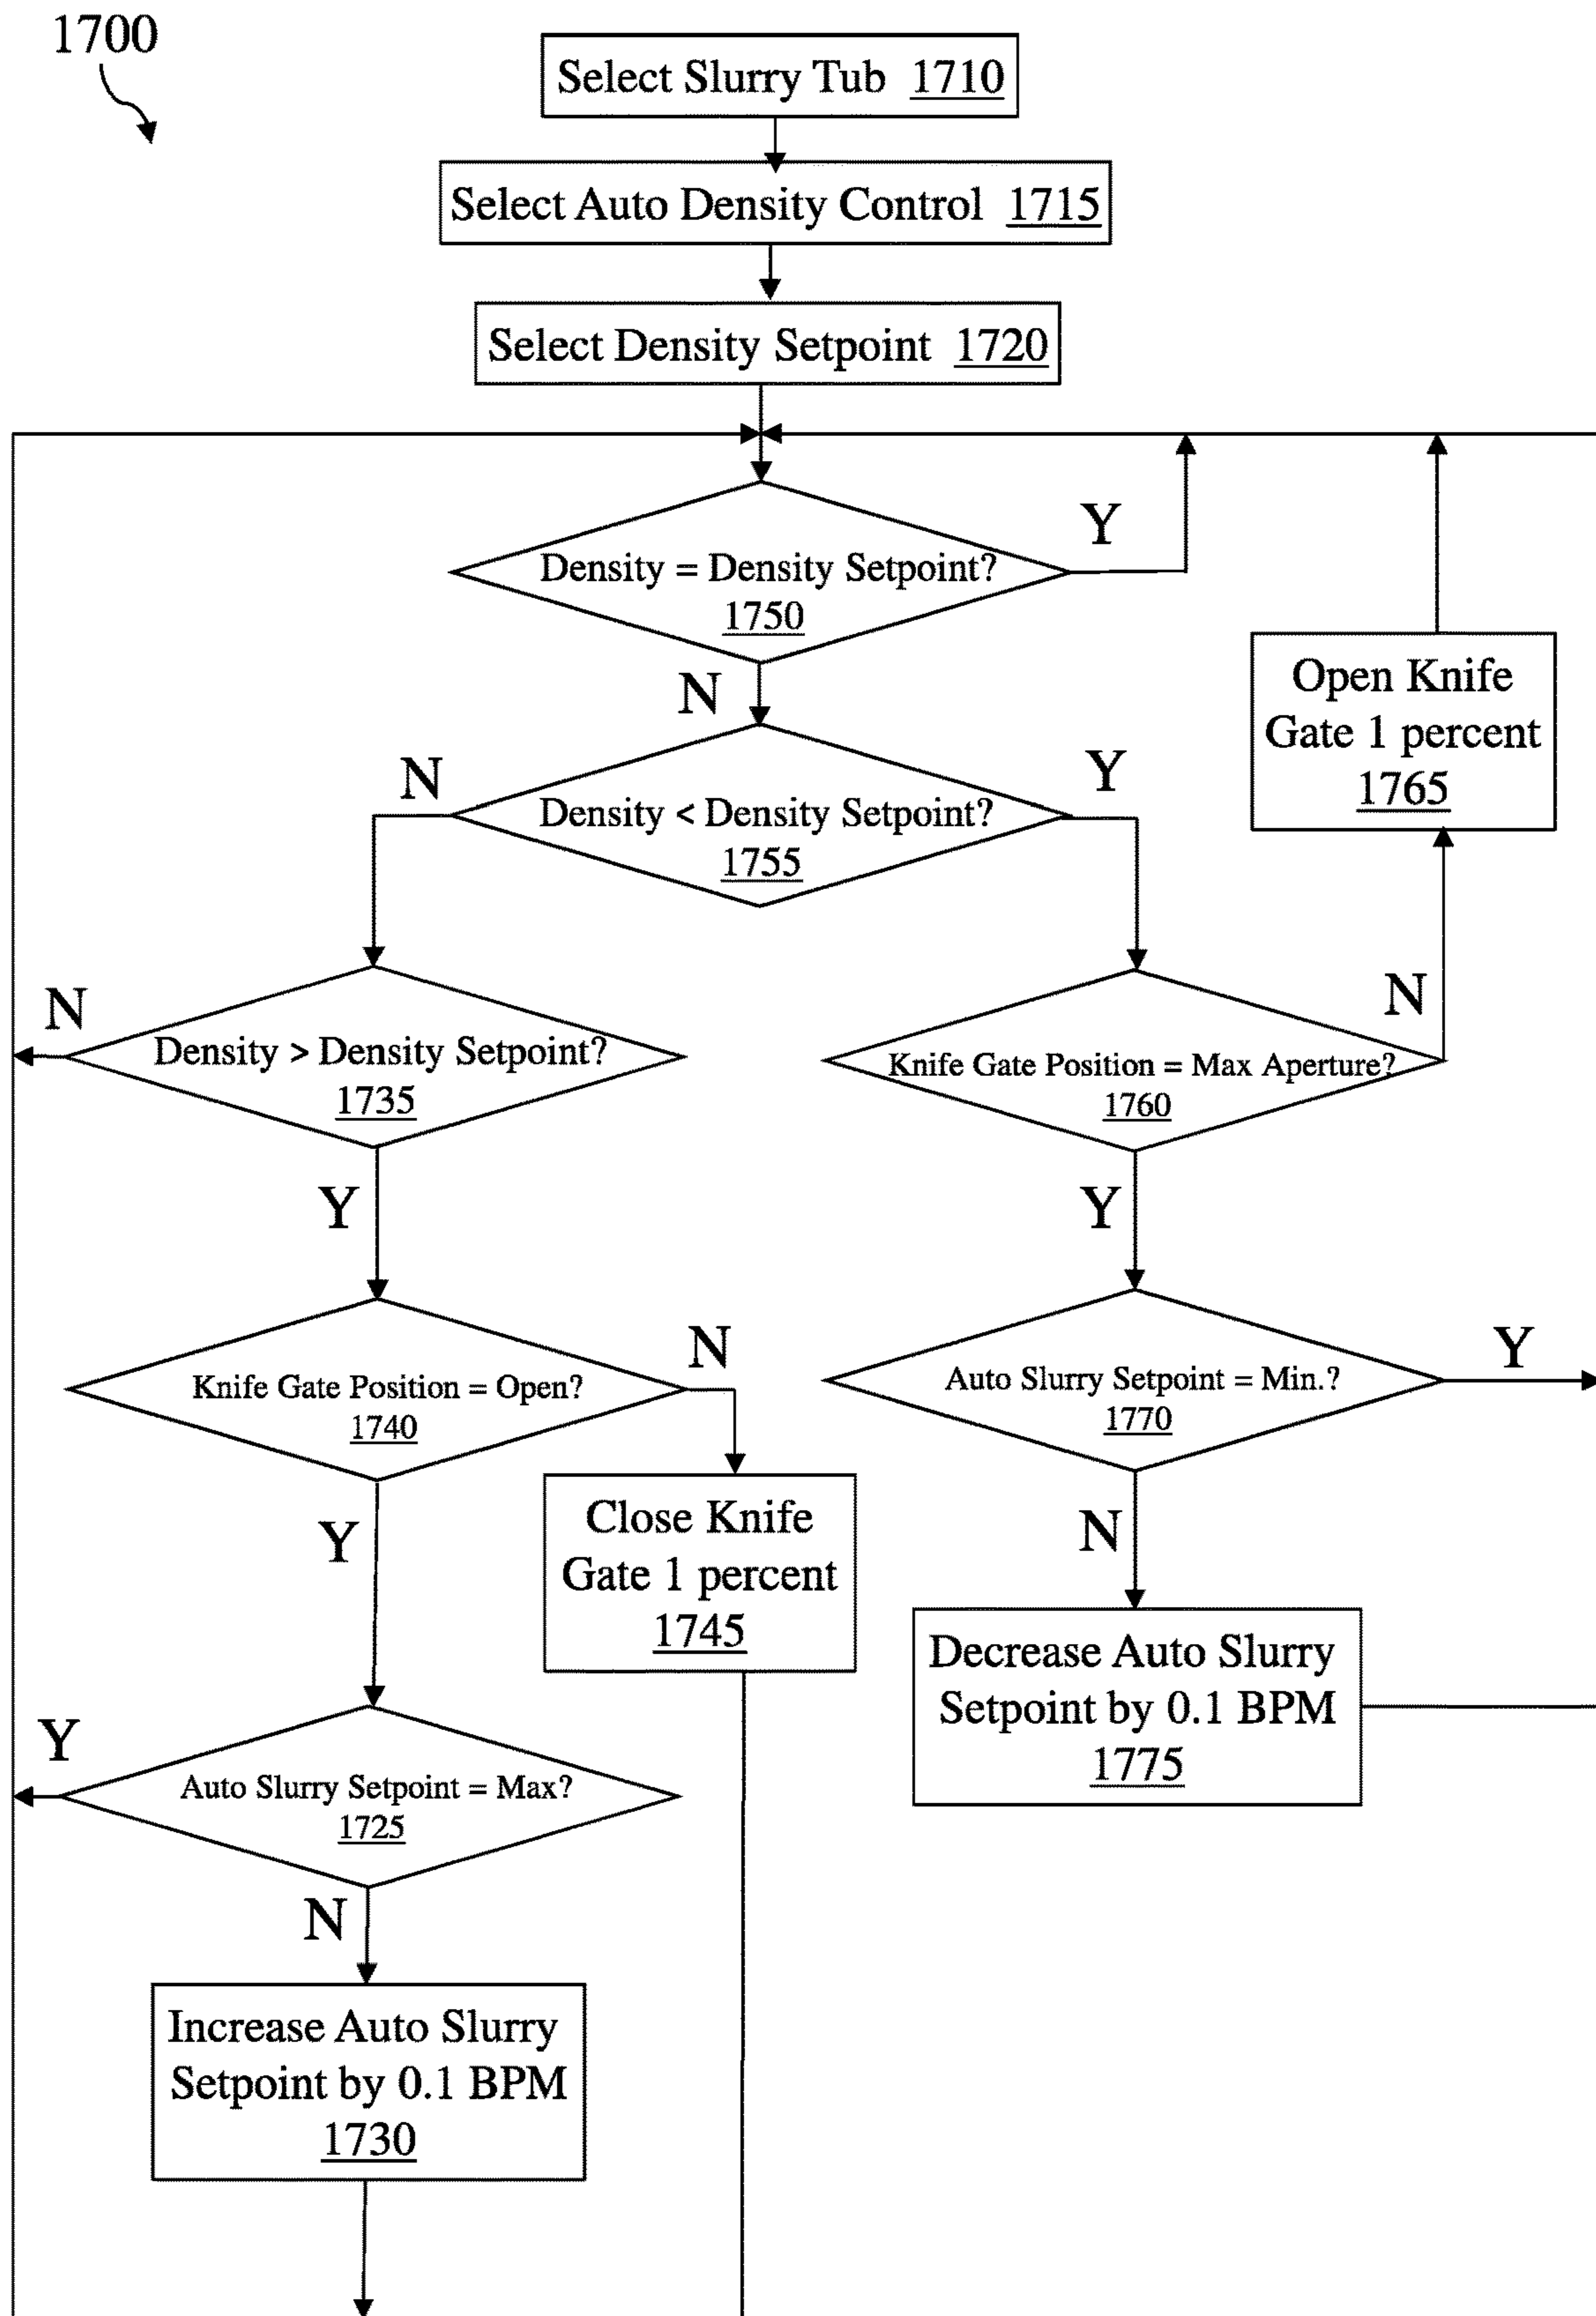 1700
Select Slurry Tub 1710
Select Auto Density Control 1715
Select Density Setpoint 1720
Y
Density = Density Setpoint?
1750
N
Open Knife
Gate 1 percent
1765
N
Y
Density < Density Setpoint?
1755
N
Density > Density Setpoint?
1735
N
Knife Gate Position = Max Aperture?
1760
Y
Y
N
Knife Gate Position = Open?
1740
Y
Auto Slurry Setpoint = Min.?
1770
Y
Close Knife
Gate 1 percent
1745
N
Decrease Auto Slurry
Setpoint by 0.1 BPM
1775
Y
Auto Slurry Setpoint = Max?
1725
N
Increase Auto Slurry
Setpoint by 0.1 BPM
1730